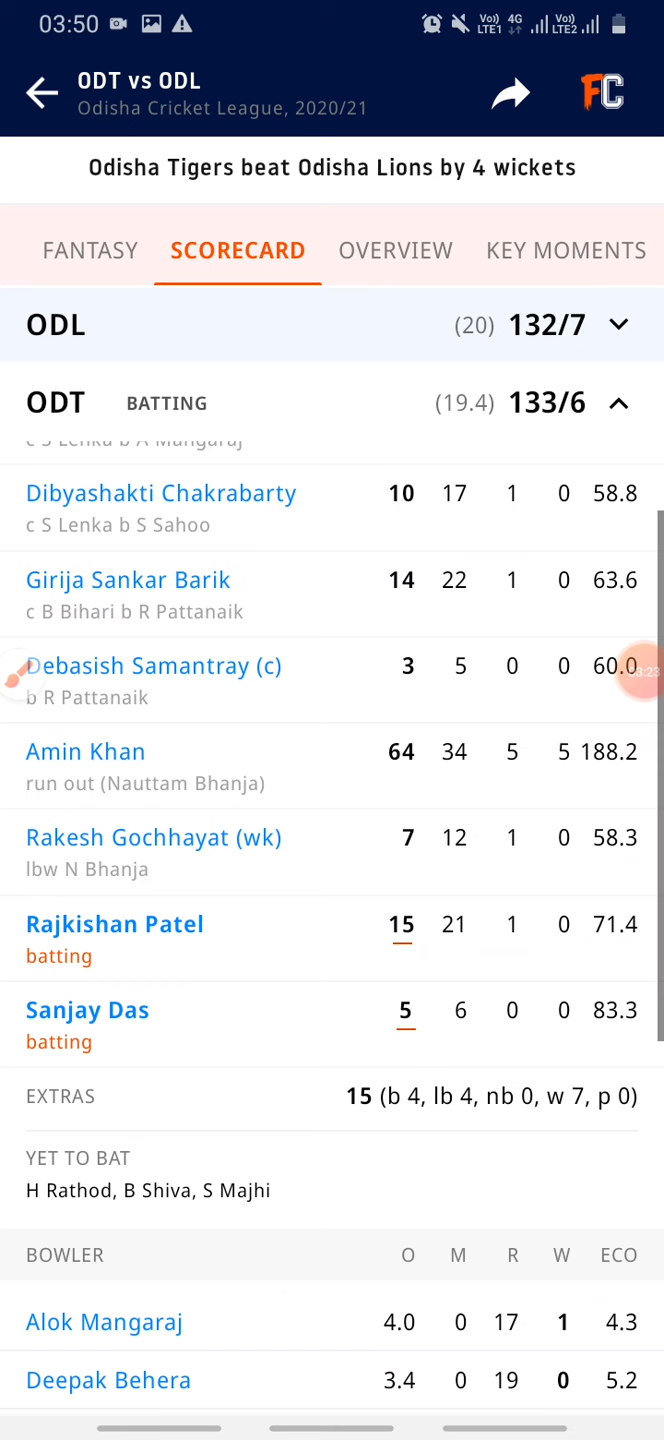 03:50 Vo)) LTE1 4G Vo)) LTE2
ODT vs ODL
Odisha Cricket League, 2020/21
FC
Odisha Tigers beat Odisha Lions by 4 wickets
FANTASY SCORECARD OVERVIEW KEY MOMENTS
ODL (20) 132/7
ODT BATTING (19.4) 133/6
c S Lenka b A Mangaraj
Dibyashakti Chakrabarty 10 17 1 0 58.8
c S Lenka b S Sahoo
Girija Sankar Barik 14 22 1 0 63.6
c B Bihari b R Pattanaik
Debasish Samantray (c) 3 5 0 0 60.0
03:23
b R Pattanaik
Amin Khan 64 34 5 5 188.2
run out (Nauttam Bhanja)
Rakesh Gochhayat (wk) 7 12 1 0 58.3
lbw N Bhanja
Rajkishan Patel 15 21 1 0 71.4
batting
Sanjay Das 5 6 0 0 83.3
batting
EXTRAS 15 (b 4, lb 4, nb 0, w 7, p 0)
YET TO BAT
H Rathod, B Shiva, S Majhi
BOWLER O M R W ECO
Alok Mangaraj 4.0 0 17 1 4.3
Deepak Behera 3.4 0 19 0 5.2